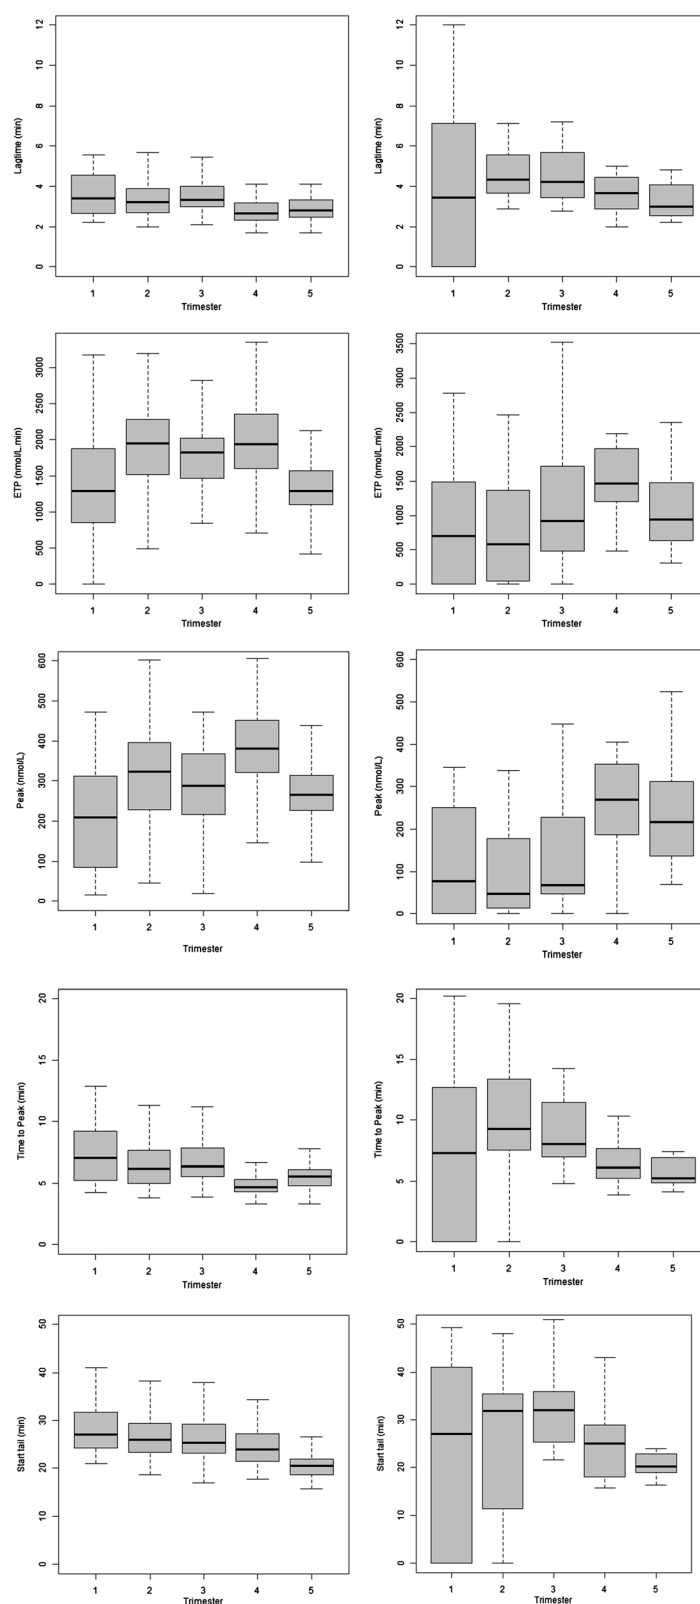 Lagtime (min)
12
10
8
6
4
2
0
1 2 3 4 5
Trimester
Lagtime (min)
12
10
8
6
4
2
0
1 2 3 4 5
Trimester
ETP (nmol/L.min)
3000
2500
2000
1500
1000
500
0
1 2 3 4 5
Trimester
ETP (nmol/L.min)
3500
3000
2500
2000
1500
1000
500
0
1 2 3 4 5
Trimester
Peak (nmol/L)
600
500
400
300
200
100
0
1 2 3 4 5
Trimester
Peak (nmol/L)
600
500
400
300
200
100
0
1 2 3 4 5
Trimester
Time to Peak (min)
20
15
10
5
0
1 2 3 4 5
Trimester
Time to Peak (min)
20
15
10
5
0
1 2 3 4 5
Trimester
Start tail (min)
50
40
30
20
10
0
1 2 3 4 5
Trimester
Start tail (min)
50
40
30
20
10
0
1 2 3 4 5
Trimester